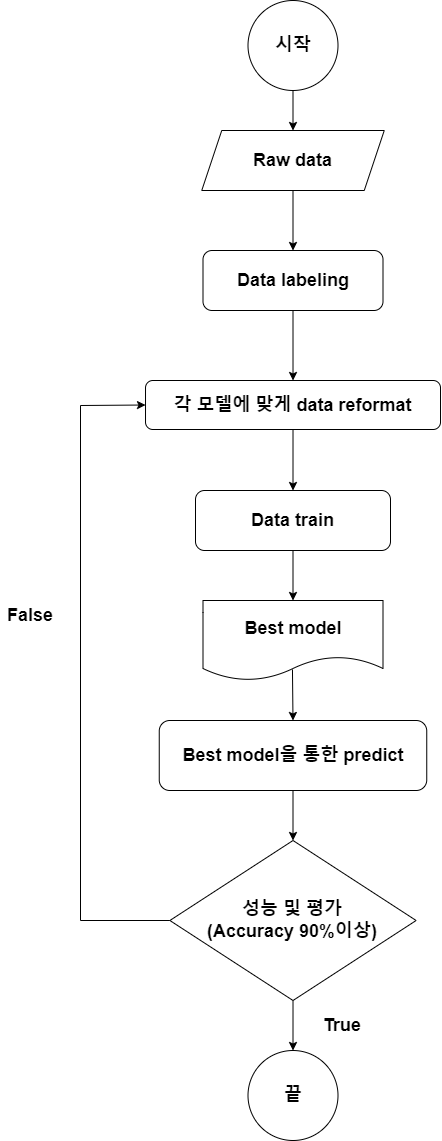 시작
Raw data
Data labeling
각 모델에 맞게 data reformat
Data train
False
Best model
Best model을 통한 predict
성능 및 평가
(Accuracy 90%이상)
True
끝